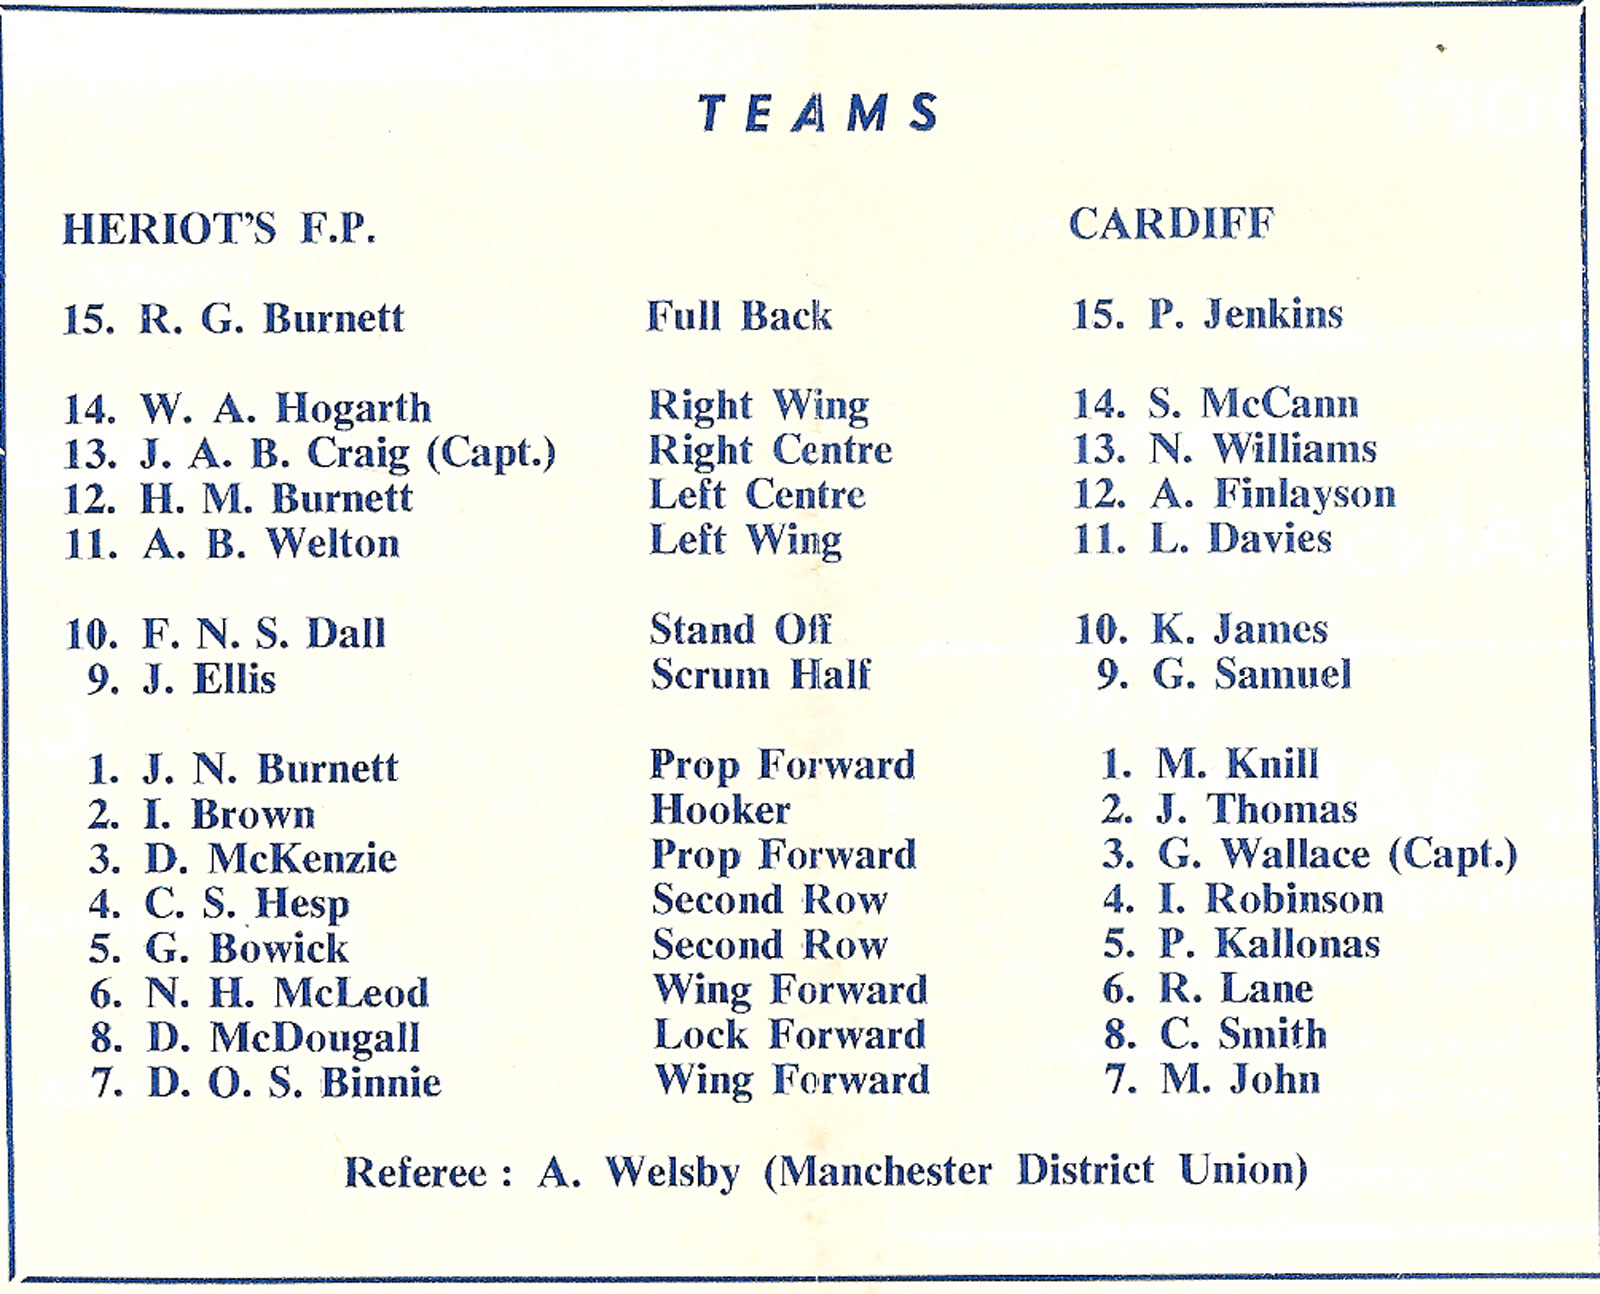 TEAMS
HERIOT'S F.P. CARDIFF
15. R. G. Burnett Full Back 15. P. Jenkins
14. W. A. Hogarth Right Wing 14. S. McCann
13. J. A. B. Craig (Capt.) Right Centre 13. N. Williams
12. H. M. Burnett Left Centre 12. A. Finlayson
11. A. B. Welton Left Wing 11. L. Davies
10. F. N. S. Dall Stand Off 10. K. James
9. J. Ellis Scrum Half 9. G. Samuel
1. J. N. Burnett Prop Forward 1. M. Knill
2. I. Brown Hooker 2. J. Thomas
3. D. McKenzie Prop Forward 3. G. Wallace (Capt.)
4. C. S. Hesp Second Row 4. I. Robinson
5. G. Bowick Second Row 5. P. Kallonas
6. N. H. McLeod Wing Forward 6. R. Lane
8. D. McDougall Lock Forward 8. C. Smith
7. D. O. S. Binnie Wing Forward 7. M. John
Referee : A. Welsby (Manchester District Union)